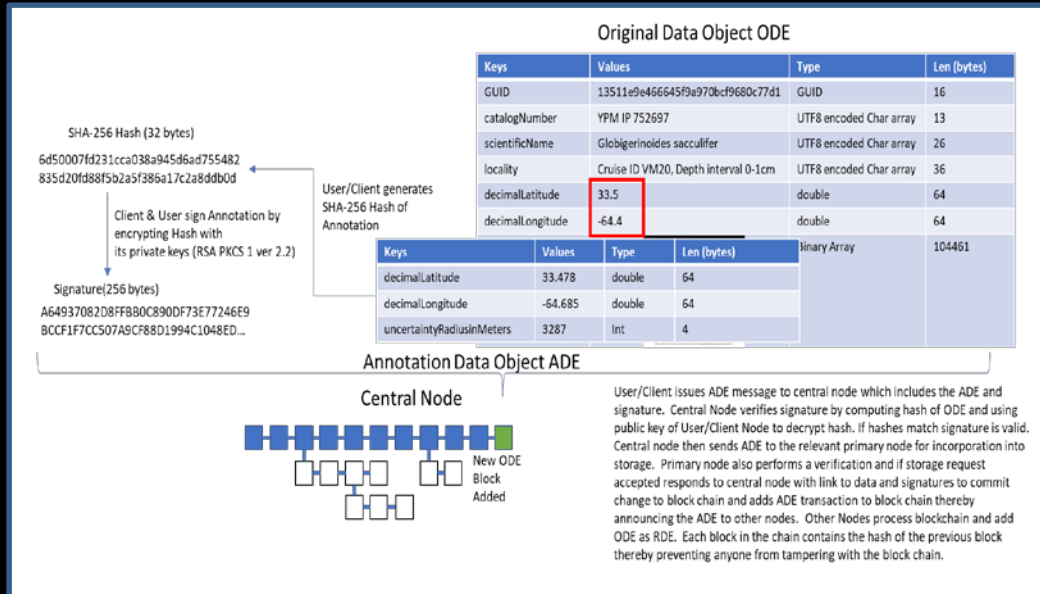 Original Data Object ODE
Keys Values Type Len (bytes)
GUID 13511e9e466645f9a970bcf9680c77d1 GUID 16
catalogNumber YPM IP 752697 UTF8 encoded Char array 13
scientificName Globigerinoides sacculifer UTF8 encoded Char array 26
locality Cruise ID VM20, Depth interval 0-1cm UTF8 encoded Char array 36
decimalLatitude 33.5 double 64
decimalLongitude -64.4 double 64
Binary Array 104461
Keys Values Type Len (bytes)
decimalLatitude 33.478 double 64
decimalLongitude -64.685 double 64
uncertaintyRadiusinMeters 3287 Int 4
SHA-256 Hash (32 bytes)
6d50007fd231cca038a945d6ad755482
835d20fd88f5b2a5f386a17c2a8ddb0d
User/Client generates
SHA-256 Hash of
Annotation
Client & User sign Annotation by
encrypting Hash with
its private keys (RSA PKCS 1 ver 2.2)
Signature(256 bytes)
A64937082D8FFBB0C890DF73E77246E9
BCCF1F7CC507A9CF88D1994C1048ED...
Annotation Data Object ADE
Central Node
New ODE
Block
Added
User/Client issues ADE message to central node which includes the ADE and
signature. Central Node verifies signature by computing hash of ODE and using
public key of User/Client Node to decrypt hash. If hashes match signature is valid.
Central node then sends ADE to the relevant primary node for incorporation into
storage. Primary node also performs a verification and if storage request
accepted responds to central node with link to data and signatures to commit
change to block chain and adds ADE transaction to block chain thereby
announcing the ADE to other nodes. Other Nodes process blockchain and add
ODE as RDE. Each block in the chain contains the hash of the previous block
thereby preventing anyone from tampering with the block chain.